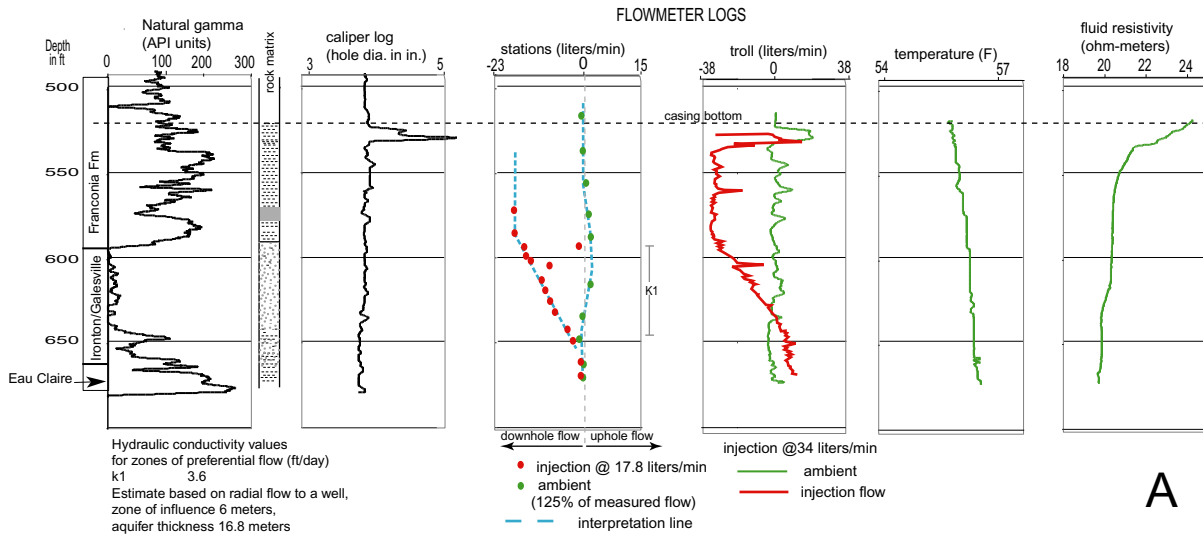 FLOWMETER LOGS
Natural gamma
(API units)
Depth
in ft
0 100 200 300
rock matrix
caliper log
(hole dia. in in.)
3 5
stations (liters/min)
-23 0 15
troll (liters/min)
-38 0 38
temperature (F)
54 57
fluid resistivity
(ohm-meters)
18 20 22 24
500
550
600
650
casing bottom
Franconia Fm
Ironton/Galesville
Eau Claire
K1
downhole flow uphole flow
Hydraulic conductivity values
for zones of preferential flow (ft/day)
k1 3.6
Estimate based on radial flow to a well,
zone of influence 6 meters,
aquifer thickness 16.8 meters
injection @ 17.8 liters/min
ambient
(125% of measured flow)
interpretation line
injection @34 liters/min
ambient
injection flow
A